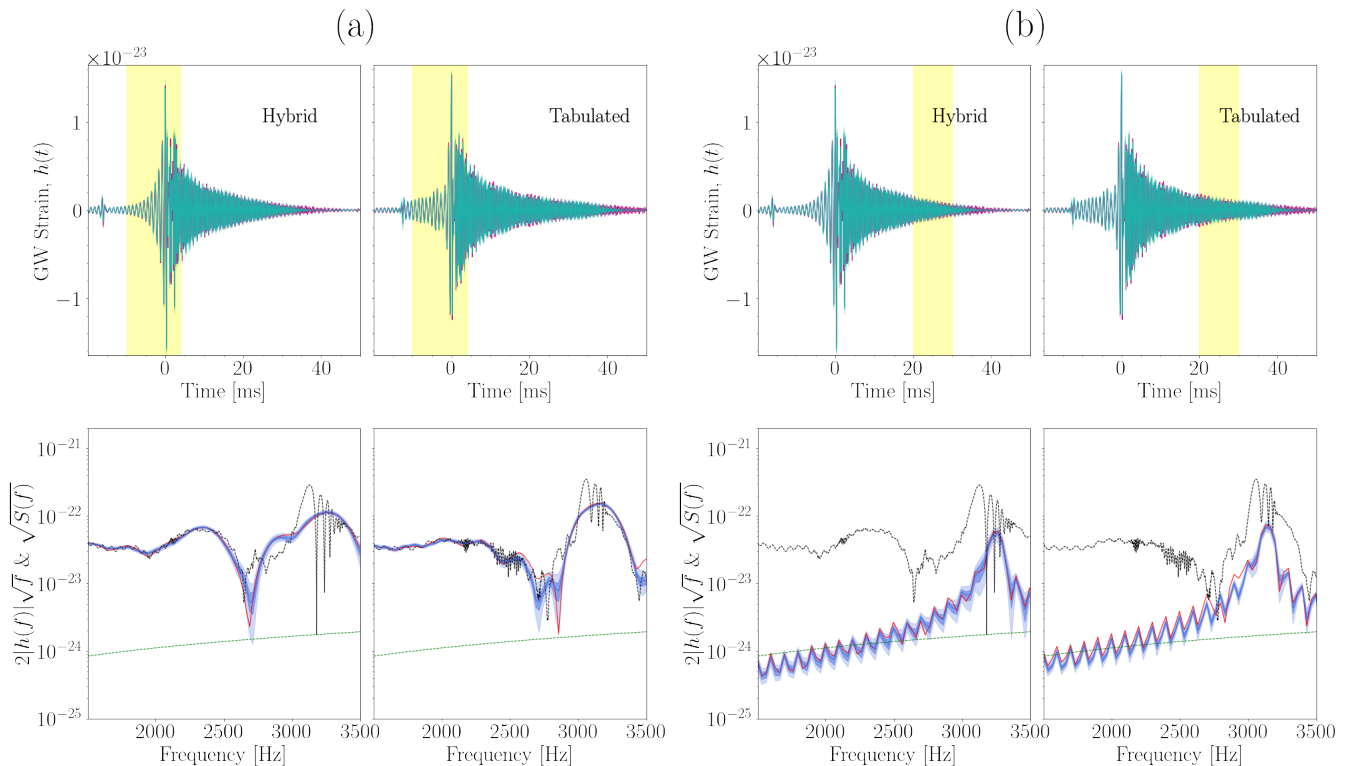 (a)
(b)
×10⁻²³
×10⁻²³
Hybrid
Tabulated
Hybrid
Tabulated
GW Strain, h(t)
GW Strain, h(t)
1
0
−1
1
0
−1
0 20 40
0 20 40
0 20 40
0 20 40
Time [ms]
Time [ms]
Time [ms]
Time [ms]
2|h(f)|√f & √S(f)
2|h(f)|√f & √S(f)
10⁻²¹
10⁻²²
10⁻²³
10⁻²⁴
10⁻²⁵
10⁻²¹
10⁻²²
10⁻²³
10⁻²⁴
10⁻²⁵
2000 2500 3000 3500
2000 2500 3000 3500
2000 2500 3000 3500
2000 2500 3000 3500
Frequency [Hz]
Frequency [Hz]
Frequency [Hz]
Frequency [Hz]